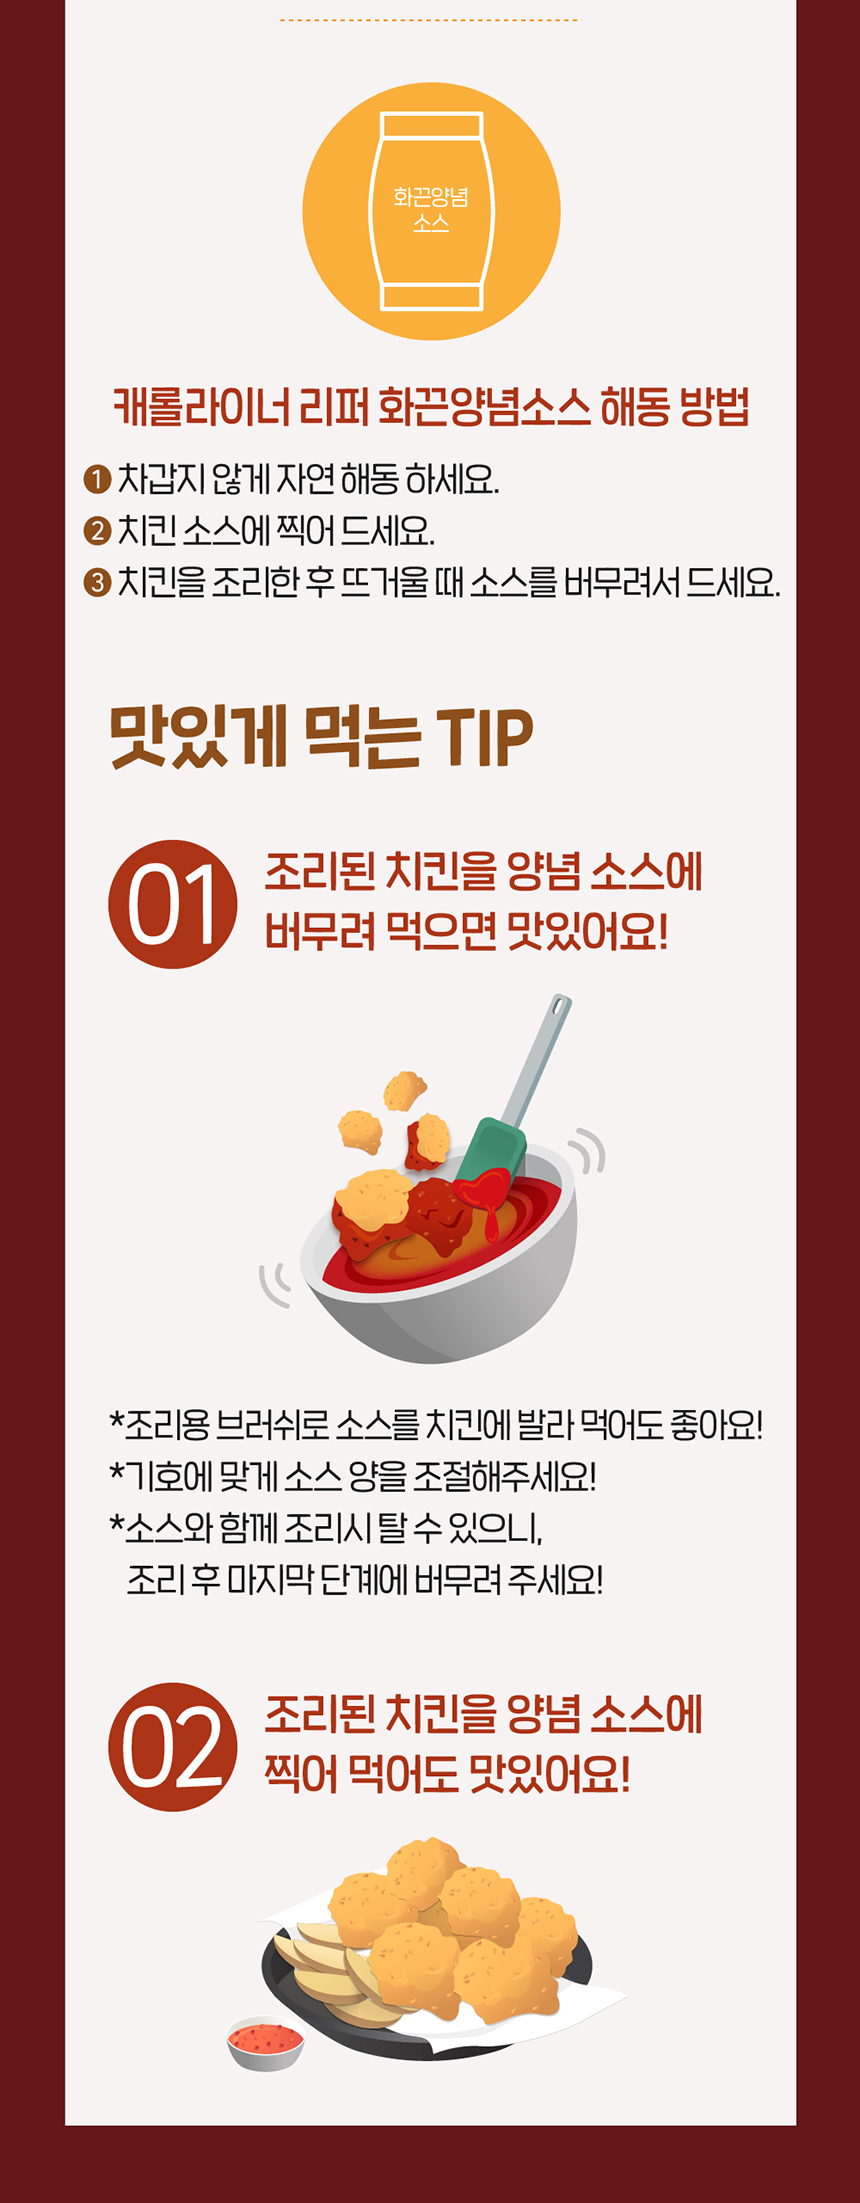 화끈양념
소스
캐롤라이너 리퍼 화끈양념소스 해동 방법
❶ 차갑지 않게 자연 해동 하세요.
❷ 치킨 소스에 찍어 드세요.
❸ 치킨을 조리한 후 뜨거울 때 소스를 버무려서 드세요.
맛있게 먹는 TIP
01
조리된 치킨을 양념 소스에
버무려 먹으면 맛있어요!
*조리용 브러쉬로 소스를 치킨에 발라 먹어도 좋아요!
*기호에 맞게 소스 양을 조절해주세요!
*소스와 함께 조리시 탈 수 있으니,
조리 후 마지막 단계에 버무려 주세요!
02
조리된 치킨을 양념 소스에
찍어 먹어도 맛있어요!